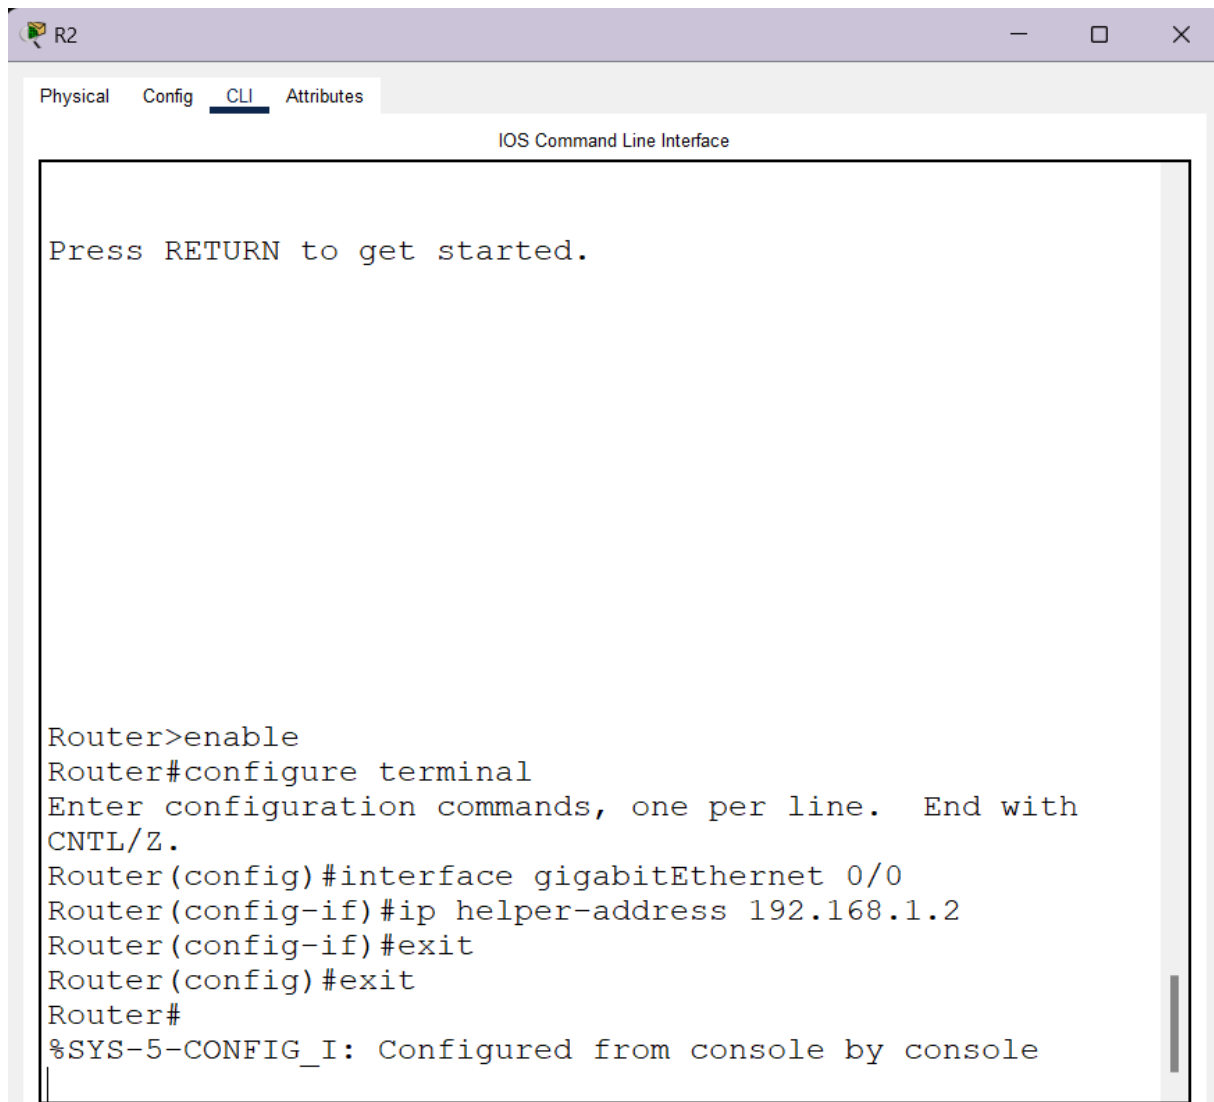 R2
Physical Config CLI Attributes
IOS Command Line Interface
Press RETURN to get started.
Router>enable
Router#configure terminal
Enter configuration commands, one per line.  End with
CNTL/Z.
Router(config)#interface gigabitEthernet 0/0
Router(config-if)#ip helper-address 192.168.1.2
Router(config-if)#exit
Router(config)#exit
Router#
%SYS-5-CONFIG_I: Configured from console by console